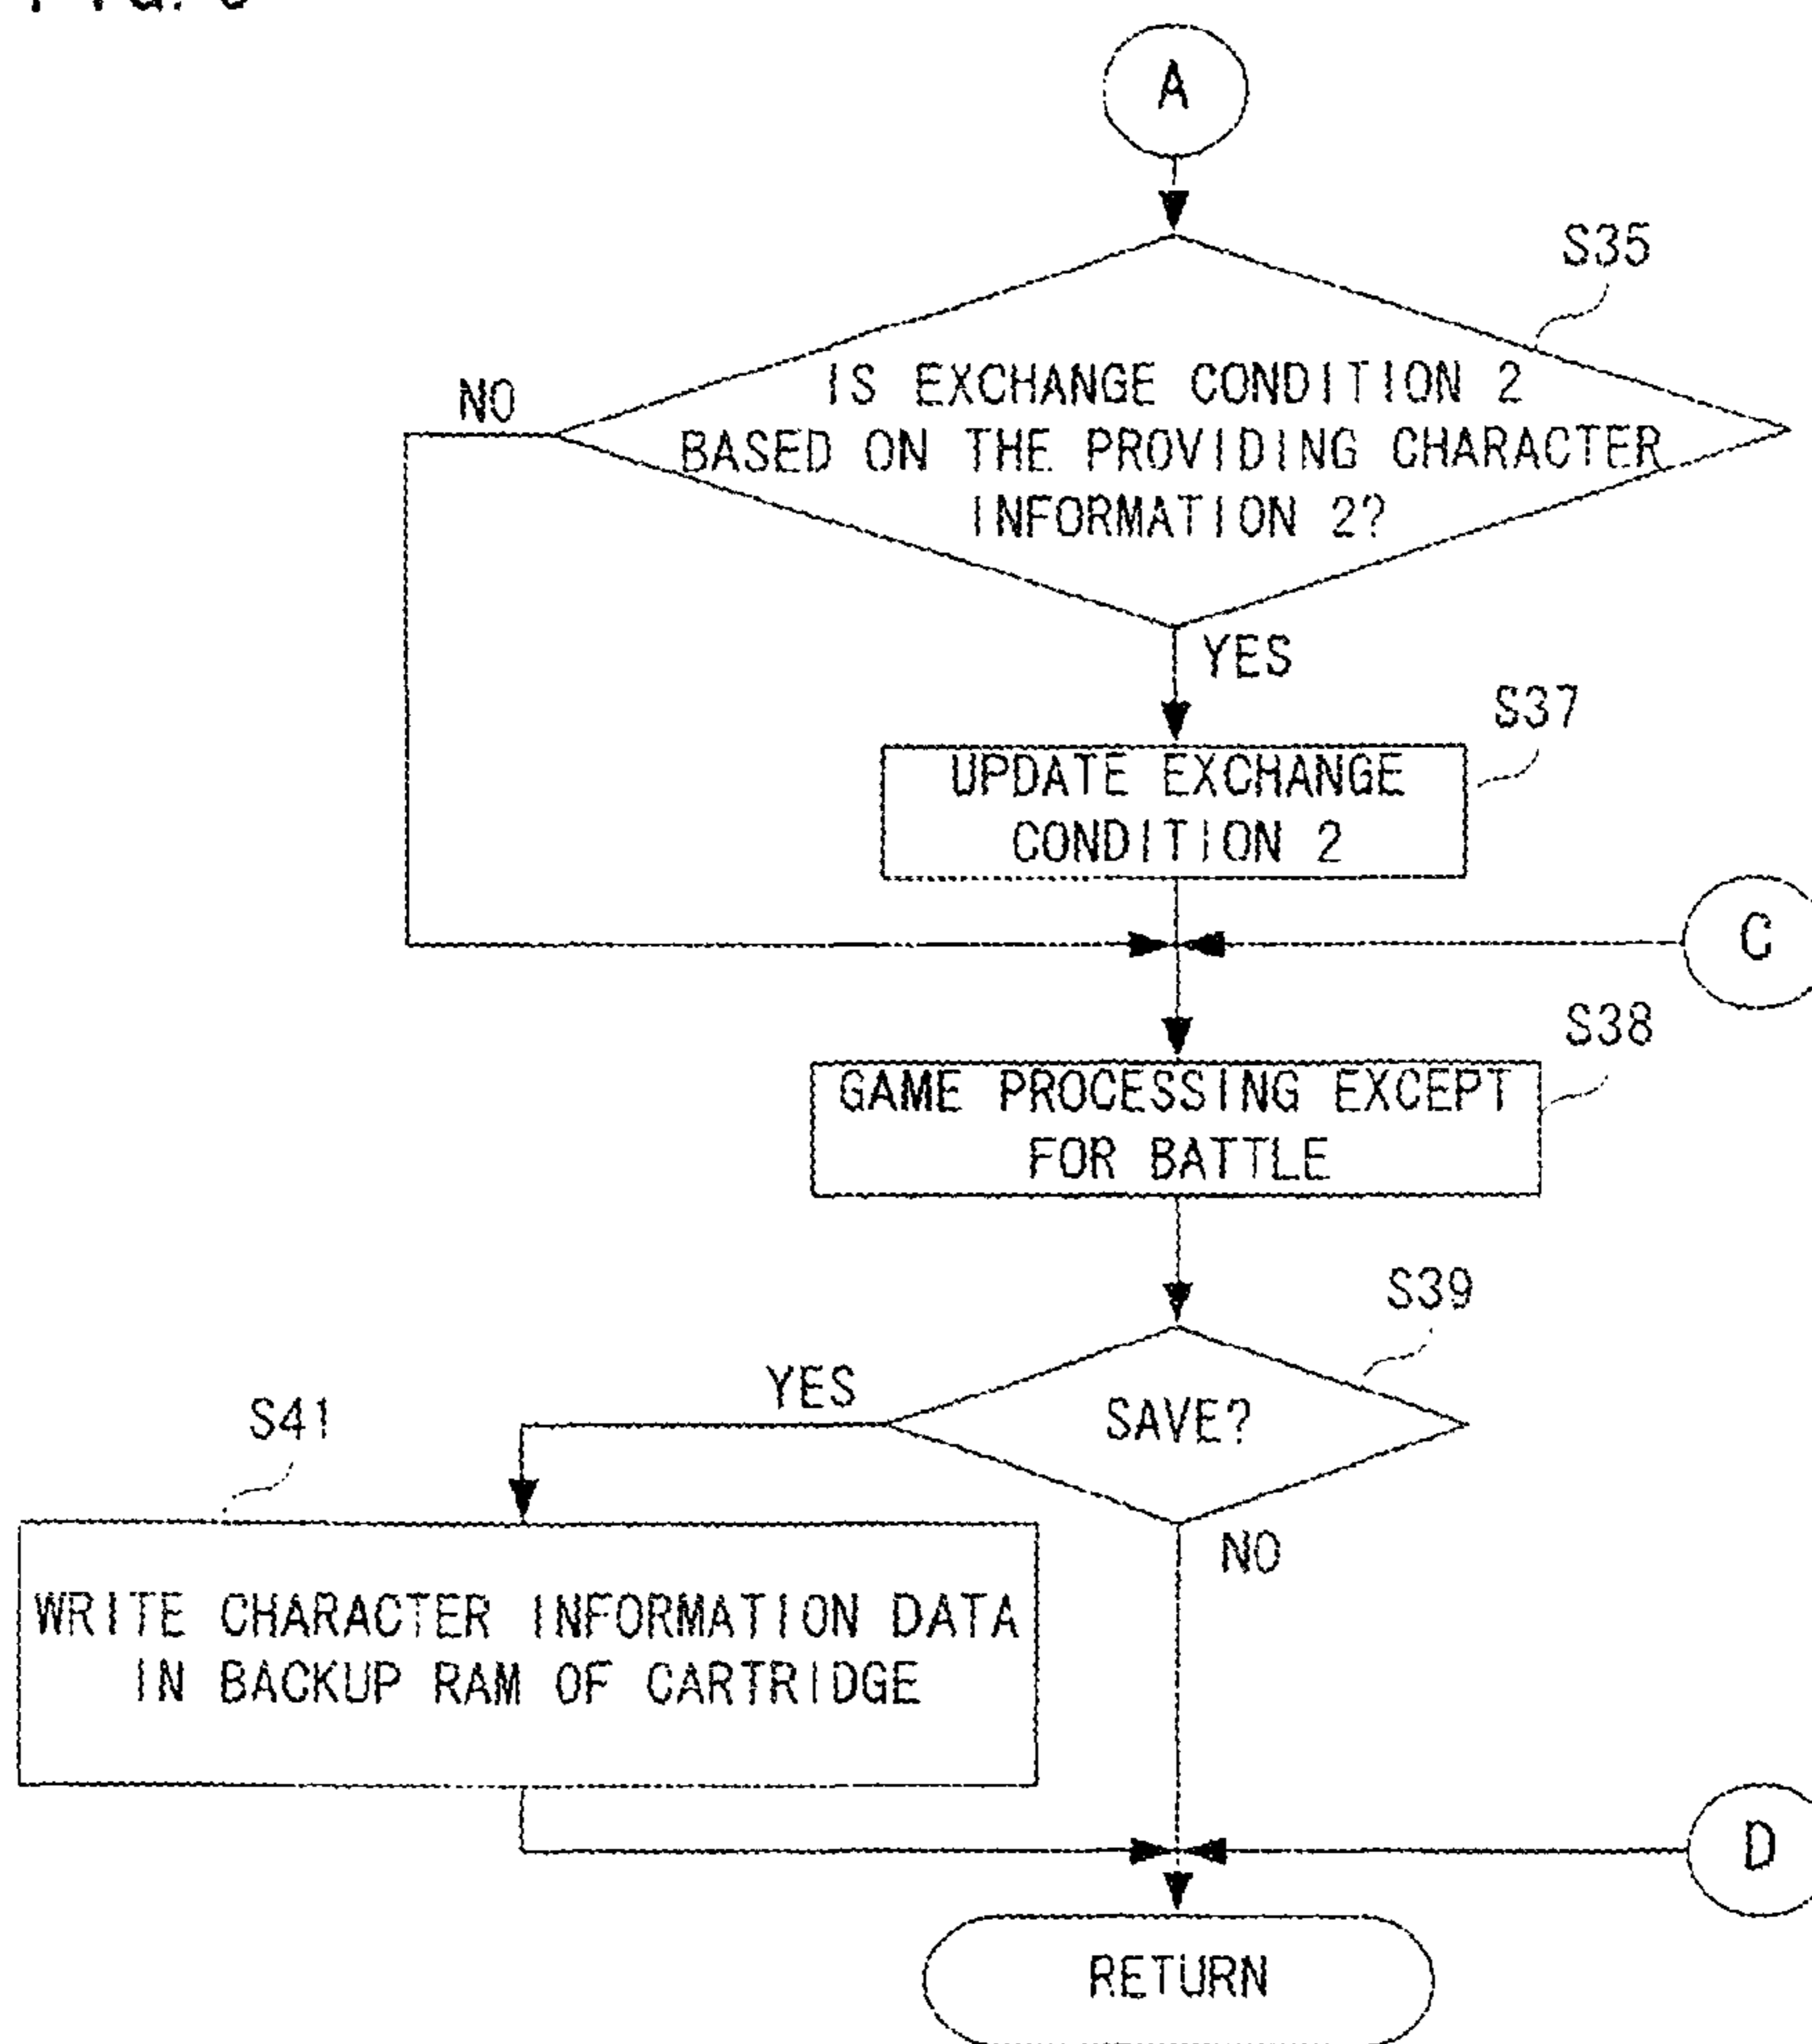 A
S35
IS EXCHANGE CONDITION 2
NO
BASED ON THE PROVIDING CHARACTER
INFORMATION 2?
YES
S37
UPDATE EXCHANGE
CONDITION 2
C
S38
GAME PROCESSING EXCEPT
FOR BATTLE
S39
YES
SAVE?
S41
NO
WRITE CHARACTER INFORMATION DATA
IN BACKUP RAM OF CARTRIDGE
D
RETURN